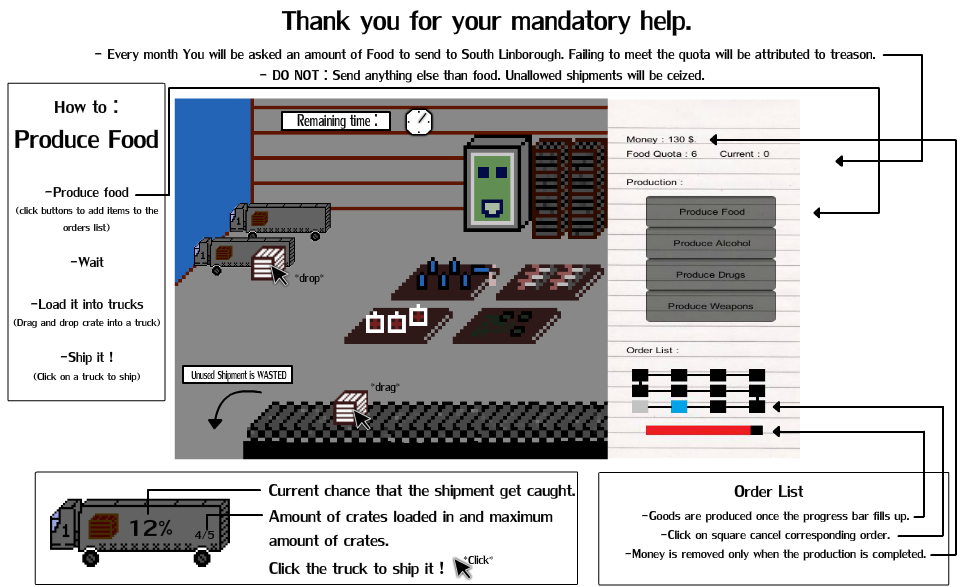 Thank you for your mandatory help.
- Every month You will be asked an amount of Food to send to South Linborough. Failing to meet the quota will be attributed to treason.
- DO NOT : Send anything else than food. Unallowed shipments will be ceized.
How to :
Produce Food
-Produce food
(click buttons to add items to the
orders list)
-Wait
-Load it into trucks
(Drag and drop crate into a truck)
-Ship it !
(Click on a truck to ship)
Remaining time :
*drop*
Unused Shipment is WASTED
*drag*
Money : 130 $.
Food Quota : 6 Current : 0
Production :
Produce Food
Produce Alcohol
Produce Drugs
Produce Weapons
Order List :
1
12%
4/5
Current chance that the shipment get caught.
Amount of crates loaded in and maximum
amount of crates.
Click the truck to ship it !
*Click*
Order List
-Goods are produced once the progress bar fills up.
-Click on square cancel corresponding order.
-Money is removed only when the production is completed.